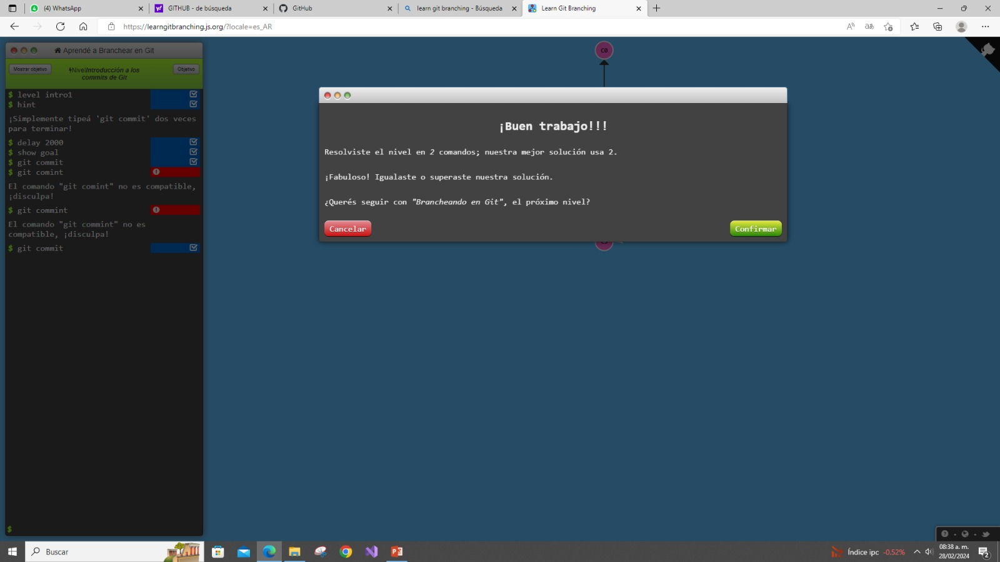 (4) WhatsApp
GITHUB - de búsqueda
GitHub
learn git branching - Búsqueda
Learn Git Branching
https://learngitbranching.js.org/?locale=es_AR
Aprendé a Branchear en Git
Mostrar objetivo
NivelIntroducción a los
commits de Git
Objetivo
$ level intro1
$ hint
¡Simplemente tipeá 'git commit' dos veces
para terminar!
$ delay 2000
$ show goal
$ git commit
$ git comint
El comando "git comint" no es compatible,
¡disculpa!
$ git commint
El comando "git commint" no es
compatible, ¡disculpa!
$ git commit
$
C0
¡Buen trabajo!!!
Resolviste el nivel en 2 comandos; nuestra mejor solución usa 2.
¡Fabuloso! Igualaste o superaste nuestra solución.
¿Querés seguir con "Brancheando en Git", el próximo nivel?
Cancelar
Confirmar
Buscar
Índice ipc -0.52%
08:38 a. m.
28/02/2024
2